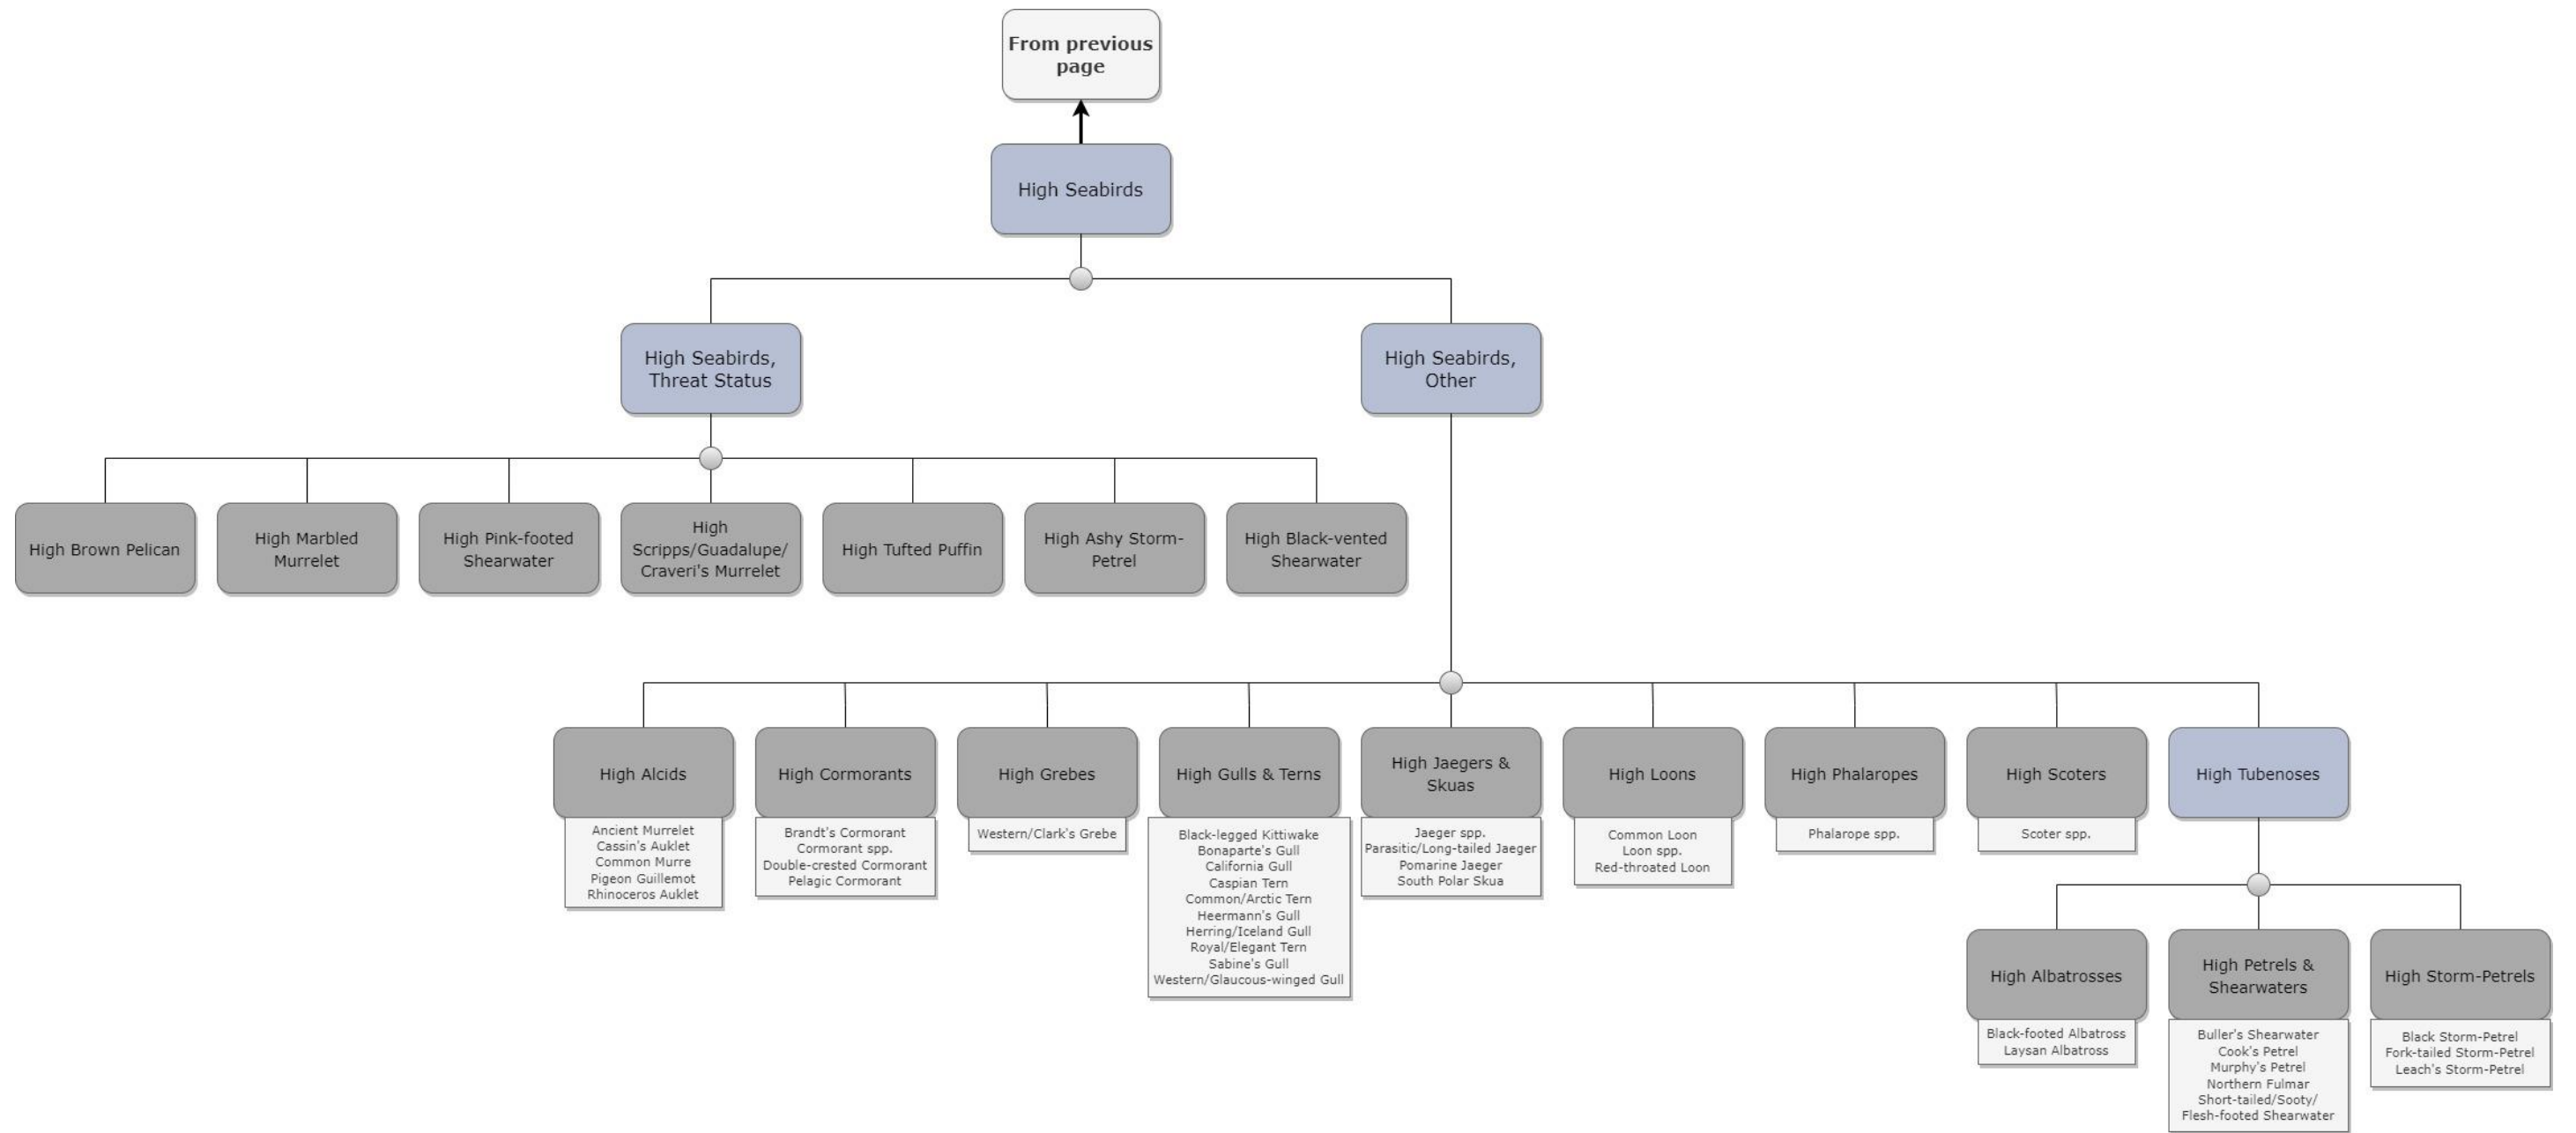 From previous
page
High Seabirds
High Seabirds,
Threat Status
High Seabirds,
Other
High Brown Pelican
High Marbled
Murrelet
High Pink-footed
Shearwater
High
Scripps/Guadalupe/
Craveri's Murrelet
High Tufted Puffin
High Ashy Storm-
Petrel
High Black-vented
Shearwater
High Alcids
Ancient Murrelet
Cassin's Auklet
Common Murre
Pigeon Guillemot
Rhinoceros Auklet
High Cormorants
Brandt's Cormorant
Cormorant spp.
Double-crested Cormorant
Pelagic Cormorant
High Grebes
Western/Clark's Grebe
High Gulls & Terns
Black-legged Kittiwake
Bonaparte's Gull
California Gull
Caspian Tern
Common/Arctic Tern
Heermann's Gull
Herring/Iceland Gull
Royal/Elegant Tern
Sabine's Gull
Western/Glaucous-winged Gull
High Jaegers &
Skuas
Jaeger spp.
Parasitic/Long-tailed Jaeger
Pomarine Jaeger
South Polar Skua
High Loons
Common Loon
Loon spp.
Red-throated Loon
High Phalaropes
Phalarope spp.
High Scoters
Scoter spp.
High Tubenoses
High Albatrosses
Black-footed Albatross
Laysan Albatross
High Petrels &
Shearwaters
Buller's Shearwater
Cook's Petrel
Murphy's Petrel
Northern Fulmar
Short-tailed/Sooty/
Flesh-footed Shearwater
High Storm-Petrels
Black Storm-Petrel
Fork-tailed Storm-Petrel
Leach's Storm-Petrel